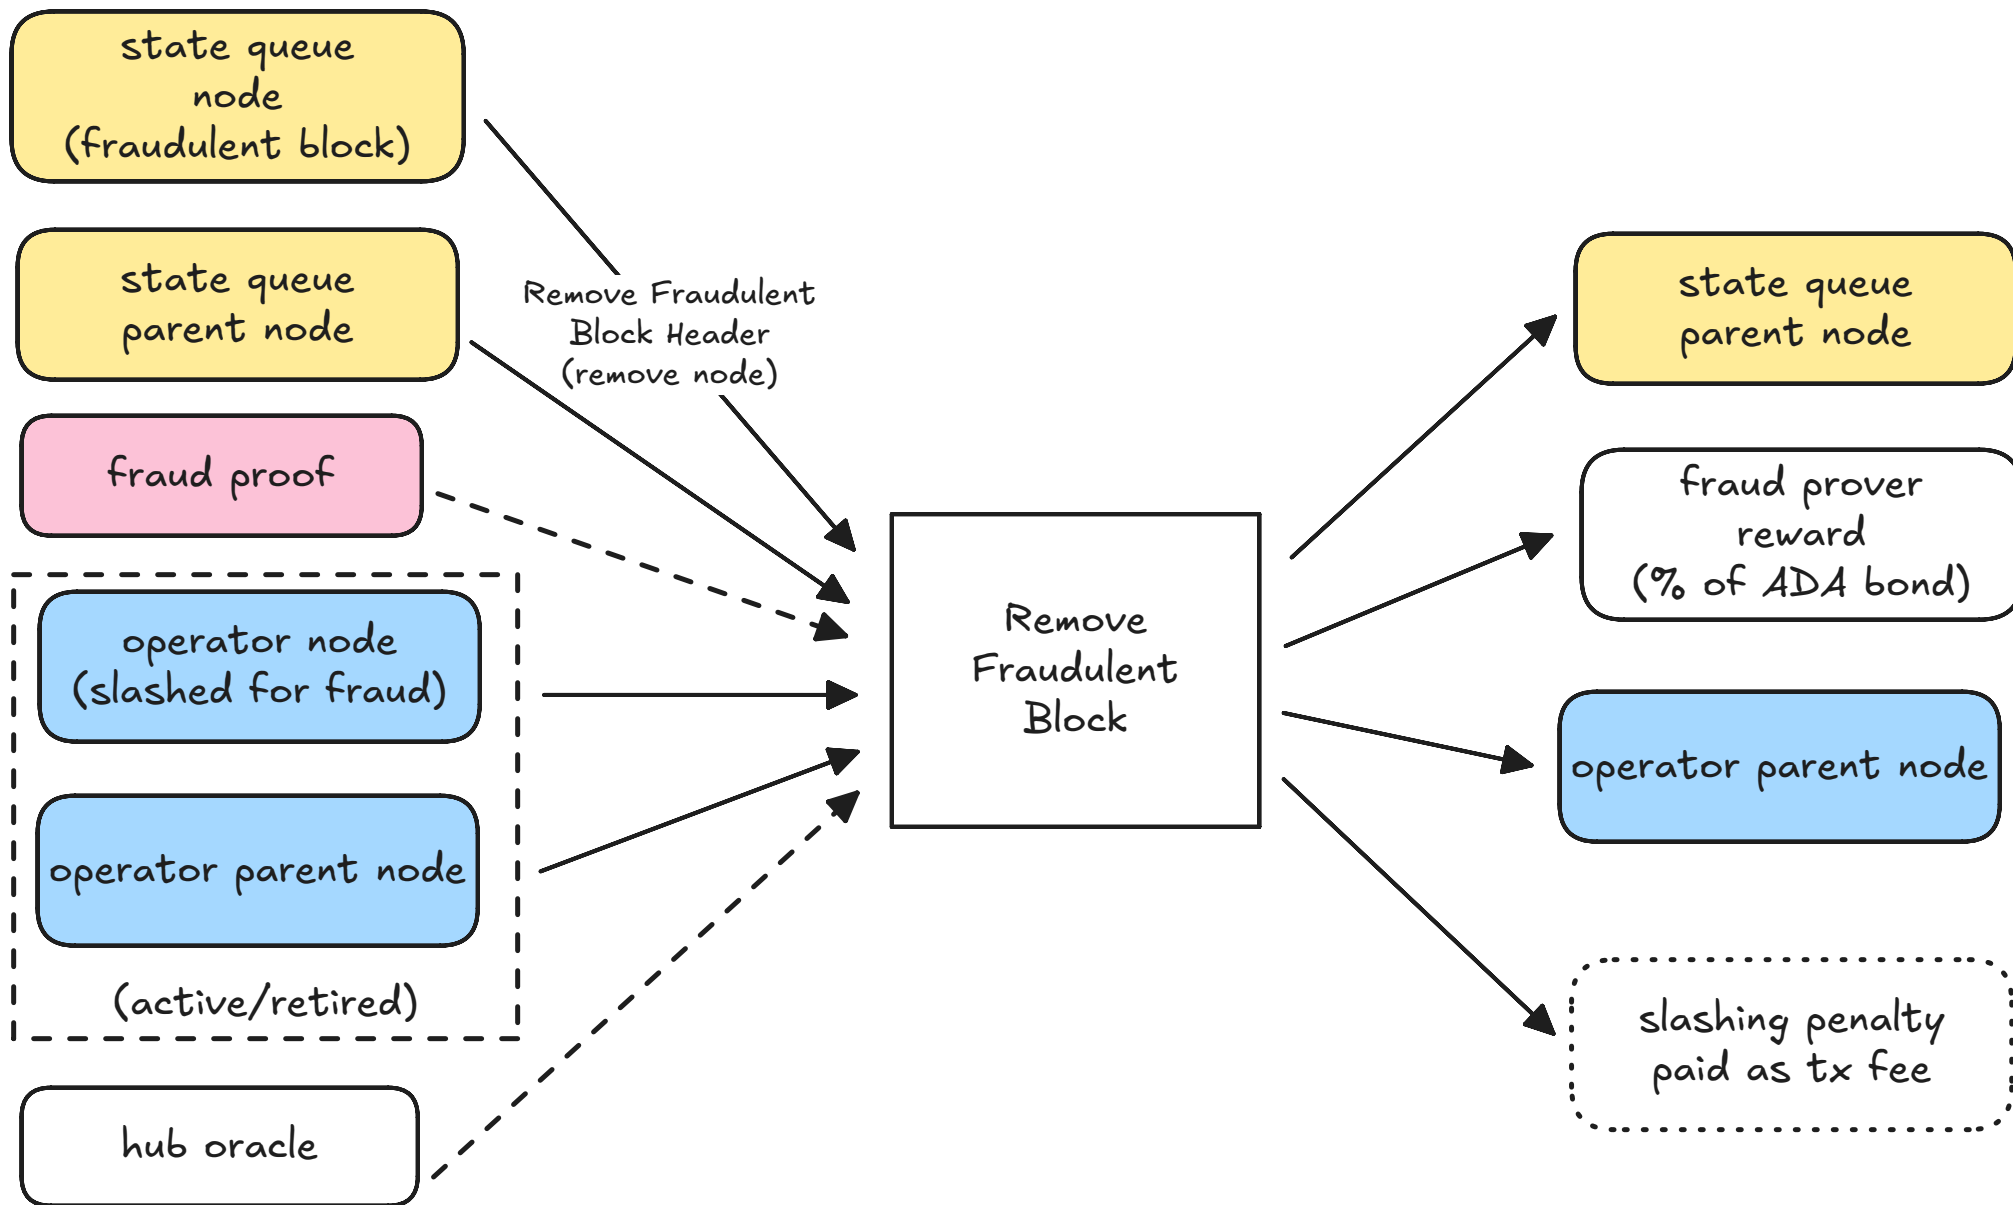 state queue
node
(fraudulent block)
state queue
parent node
fraud proof
operator node
(slashed for fraud)
operator parent node
(active/retired)
hub oracle
Remove Fraudulent
Block Header
(remove node)
Remove
Fraudulent
Block
state queue
parent node
fraud prover
reward
(% of ADA bond)
operator parent node
slashing penalty
paid as tx fee